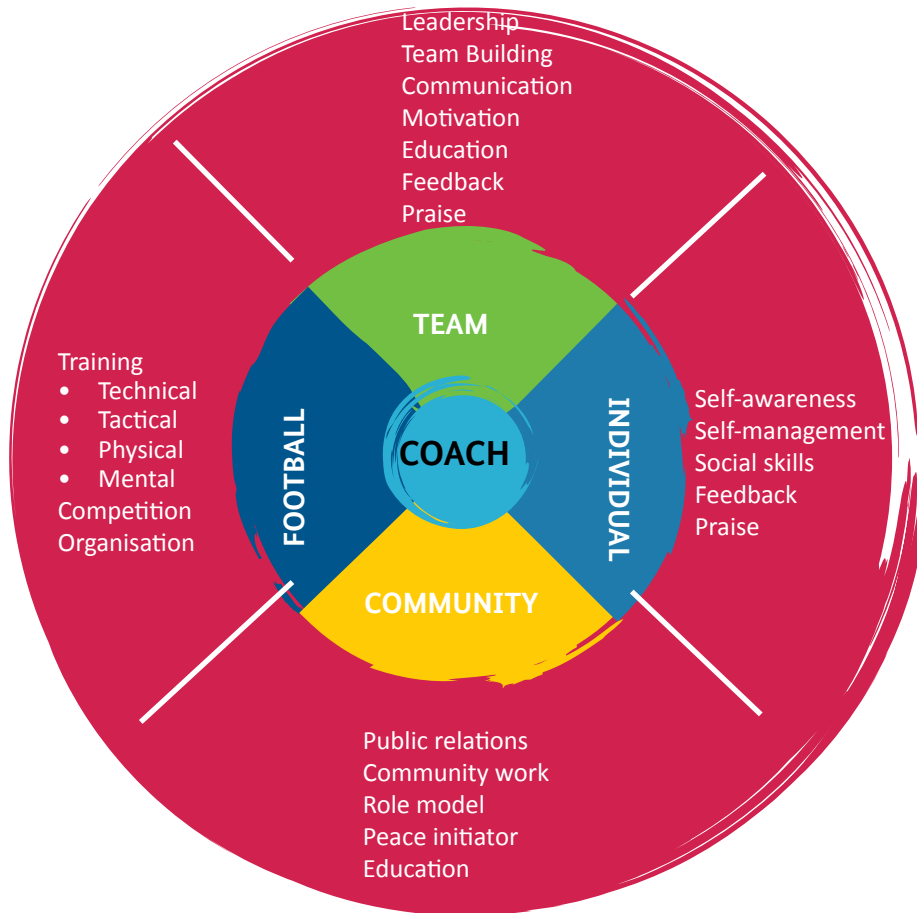 Leadership
Team Building
Communication
Motivation
Education
Feedback
Praise
TEAM
Training
• Technical
• Tactical
• Physical
• Mental
Competition
Organisation
FOOTBALL
COACH
INDIVIDUAL
Self-awareness
Self-management
Social skills
Feedback
Praise
COMMUNITY
Public relations
Community work
Role model
Peace initiator
Education